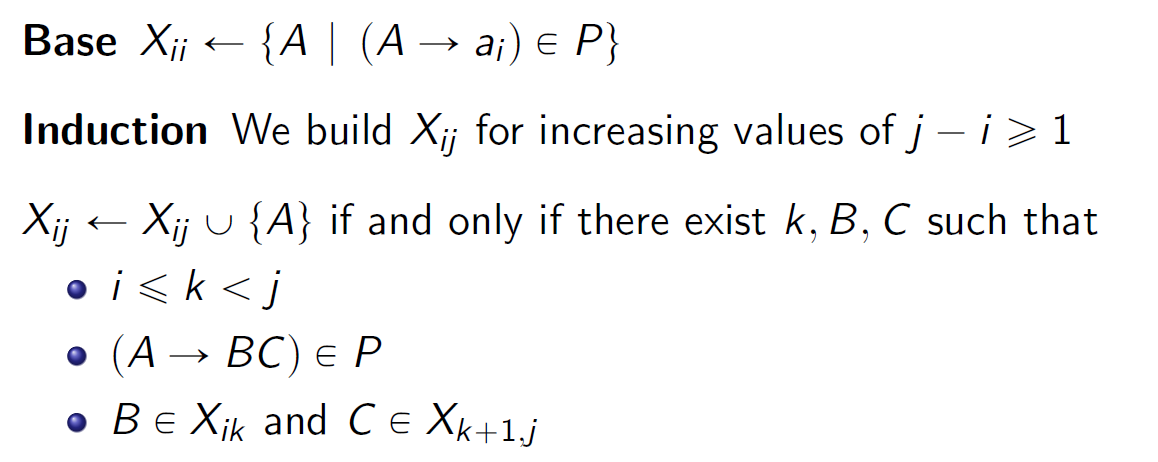 Base X_{ii} ← {A | (A → a_i) ∈ P}
Induction We build X_{ij} for increasing values of j − i ⩾ 1
X_{ij} ← X_{ij} ∪ {A} if and only if there exist k, B, C such that
• i ⩽ k < j
• (A → BC) ∈ P
• B ∈ X_{ik} and C ∈ X_{k+1,j}